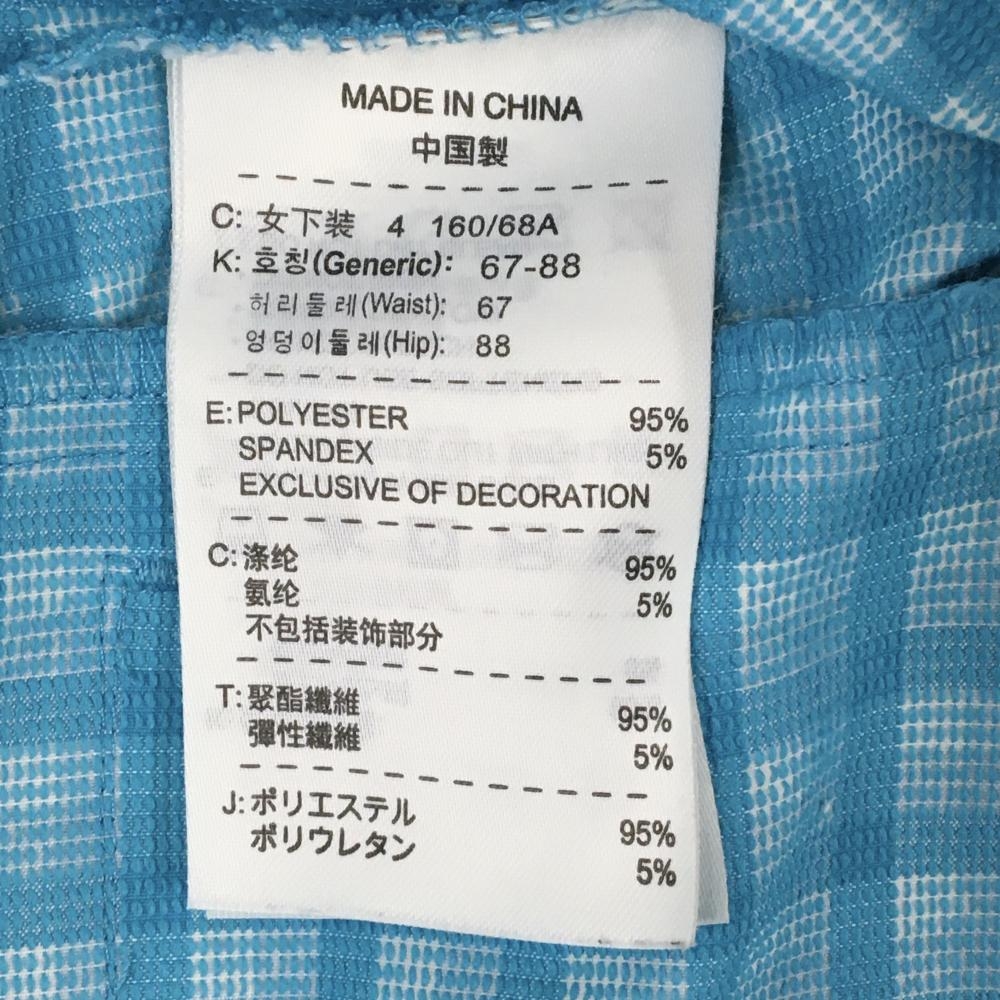 MADE IN CHINA
中国製
C: 女下装 4 160/68A
K: 호칭(Generic): 67-88
허리둘레(Waist): 67
엉덩이둘레(Hip): 88
E: POLYESTER 95%
SPANDEX 5%
EXCLUSIVE OF DECORATION
C: 涤纶 95%
氨纶 5%
不包括装饰部分
T: 聚酯纖維 95%
彈性纖維 5%
J: ポリエステル 95%
ポリウレタン 5%